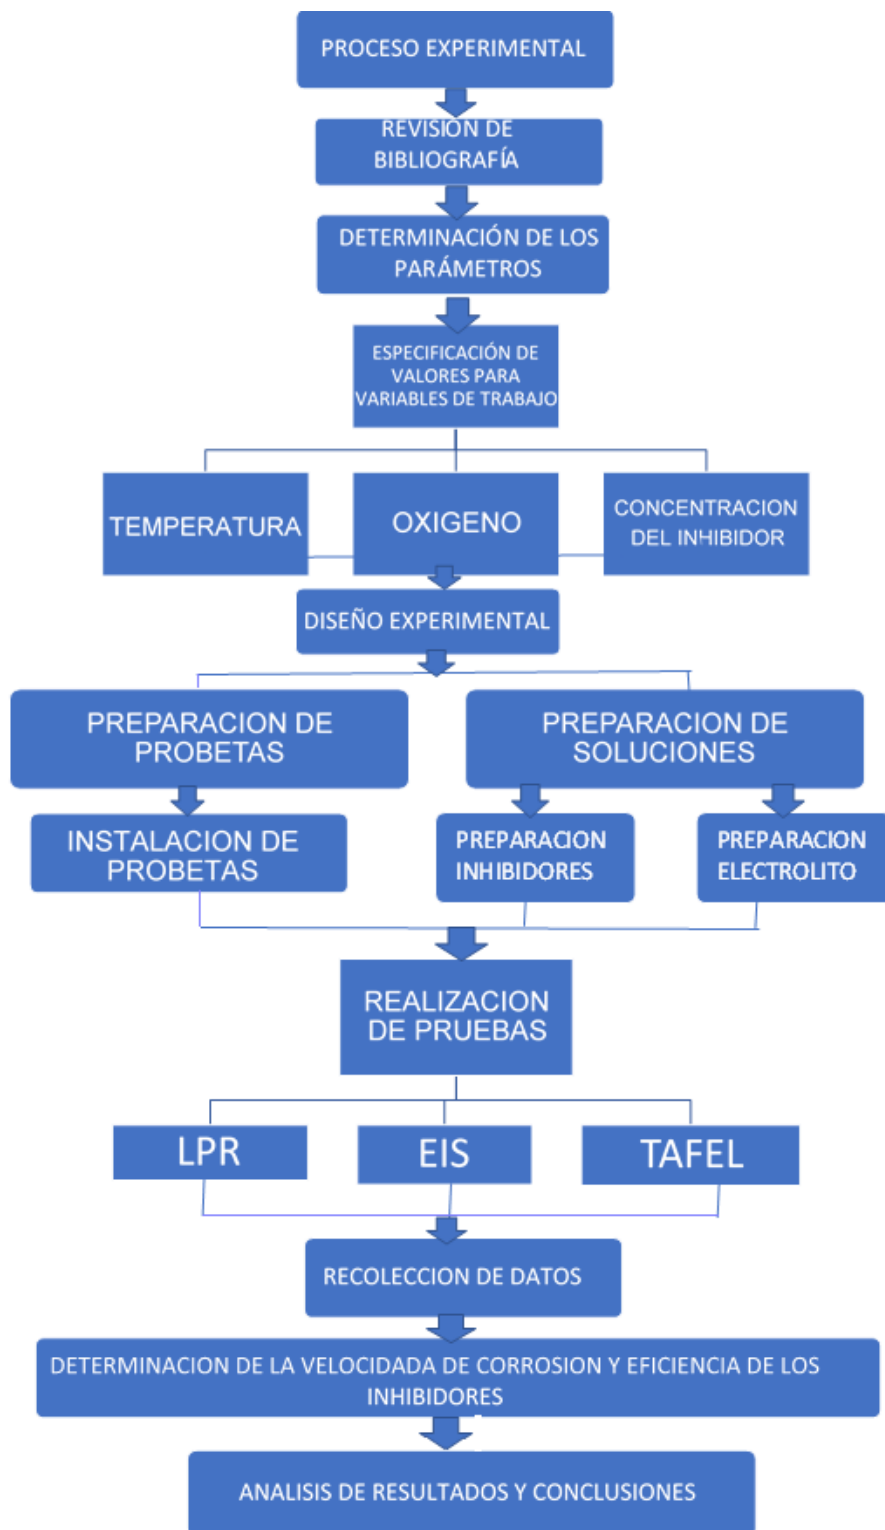 PROCESO EXPERIMENTAL
REVISIÓN DE
BIBLIOGRAFÍA
DETERMINACIÓN DE LOS
PARÁMETROS
ESPECIFICACIÓN DE
VALORES PARA
VARIABLES DE TRABAJO
TEMPERATURA
OXIGENO
CONCENTRACION
DEL INHIBIDOR
DISEÑO EXPERIMENTAL
PREPARACION DE
PROBETAS
PREPARACION DE
SOLUCIONES
INSTALACION DE
PROBETAS
PREPARACION
INHIBIDORES
PREPARACION
ELECTROLITO
REALIZACION
DE PRUEBAS
LPR
EIS
TAFEL
RECOLECCION DE DATOS
DETERMINACION DE LA VELOCIDADA DE CORROSION Y EFICIENCIA DE LOS
INHIBIDORES
ANALISIS DE RESULTADOS Y CONCLUSIONES